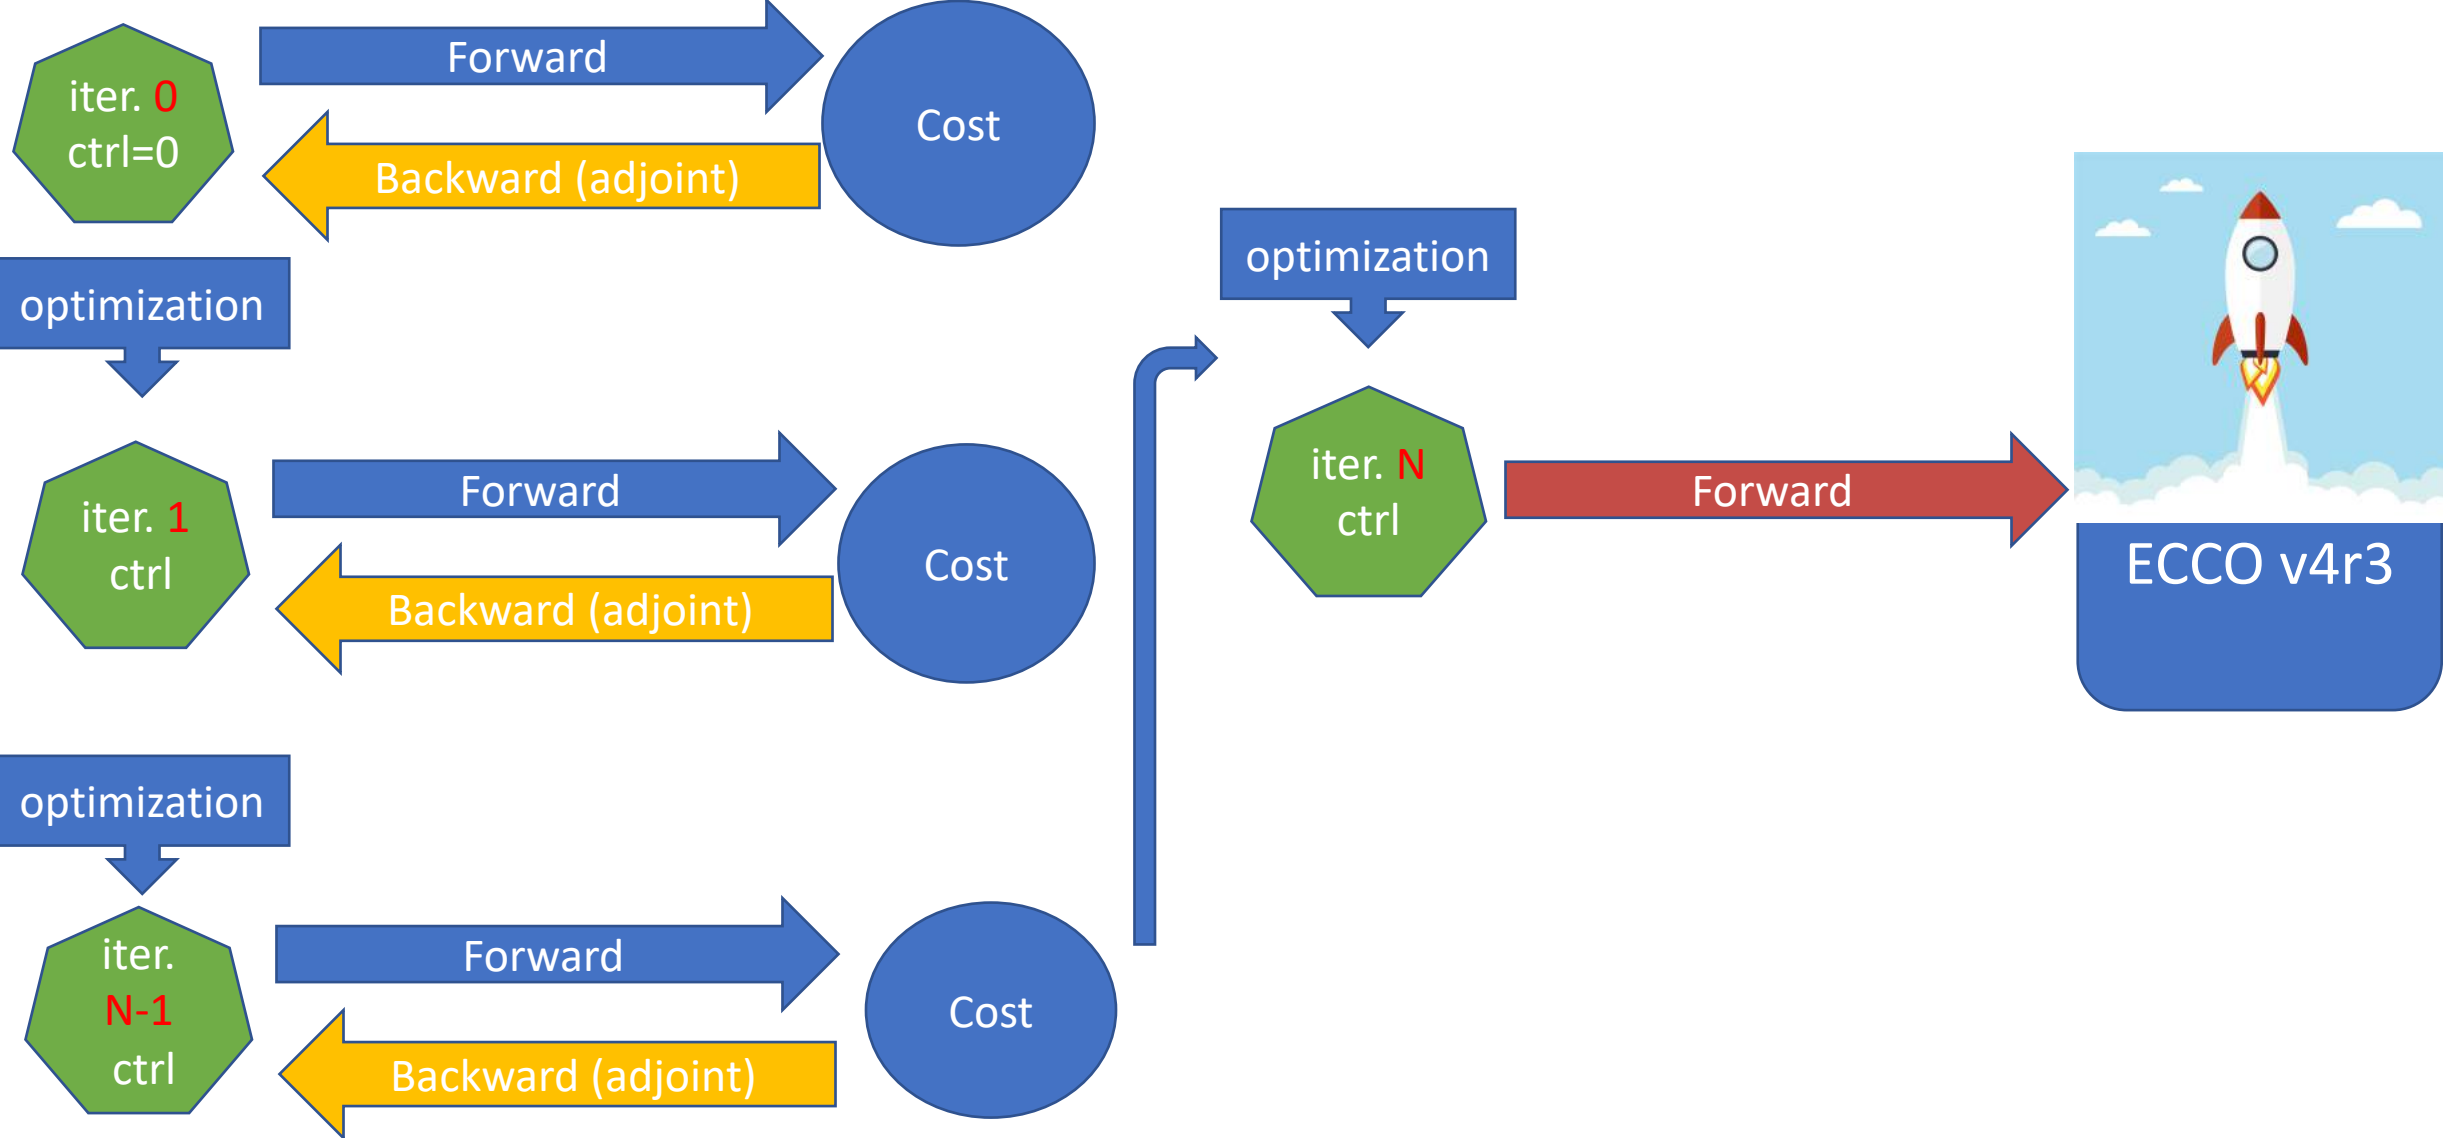 iter. 0
ctrl=0
Forward
Backward (adjoint)
Cost
optimization
iter. 1
ctrl
Forward
Backward (adjoint)
Cost
optimization
iter.
N-1
ctrl
Forward
Backward (adjoint)
Cost
optimization
iter. N
ctrl
Forward
ECCO v4r3